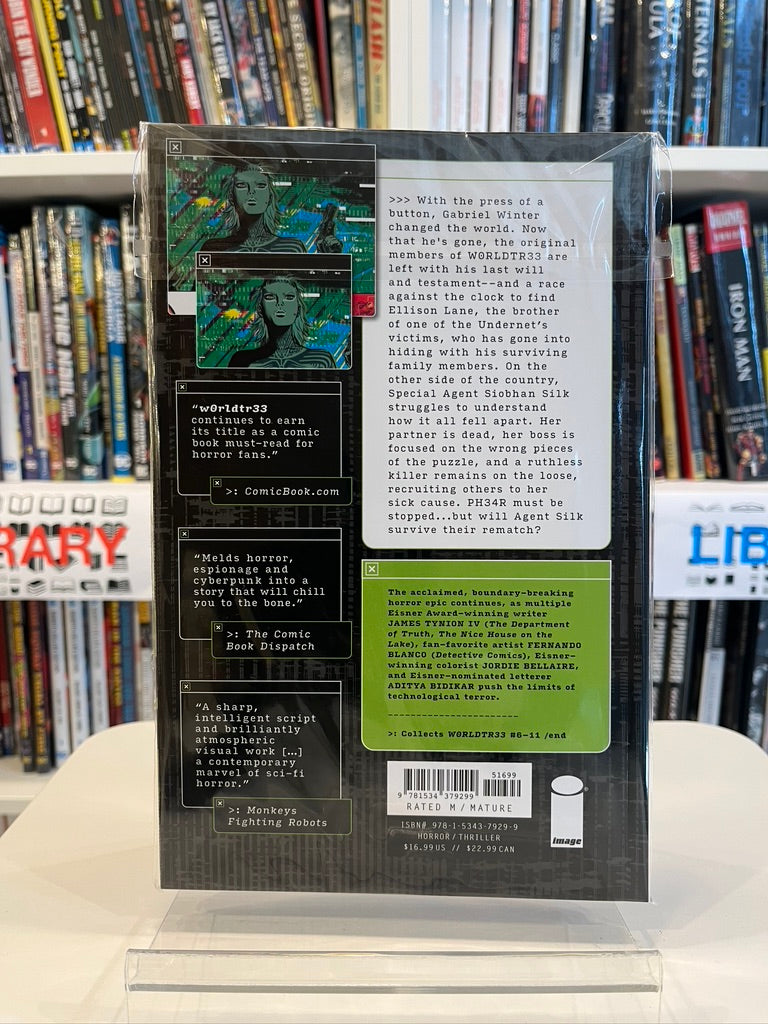 >>> With the press of a
button, Gabriel Winter
changed the world. Now
that he's gone, the original
members of W0RLDTR33 are
left with his last will
and testament--and a race
against the clock to find
Ellison Lane, the brother
of one of the Undernet's
victims, who has gone into
hiding with his surviving
family members. On the
other side of the country,
Special Agent Siobhan Silk
struggles to understand
how it all fell apart. Her
partner is dead, her boss is
focused on the wrong pieces
of the puzzle, and a ruthless
killer remains on the loose,
recruiting others to her
sick cause. PH34R must be
stopped...but will Agent Silk
survive their rematch?
“w0rldtr33
continues to earn
its title as a comic
book must-read for
horror fans.”
>: ComicBook.com
“Melds horror,
espionage and
cyberpunk into a
story that will chill
you to the bone.”
>: The Comic
Book Dispatch
“A sharp,
intelligent script
and brilliantly
atmospheric
visual work […]
a contemporary
marvel of sci-fi
horror.”
>: Monkeys
Fighting Robots
The acclaimed, boundary-breaking
horror epic continues, as multiple
Eisner Award-winning writer
JAMES TYNION IV (The Department
of Truth, The Nice House on the
Lake), fan-favorite artist FERNANDO
BLANCO (Detective Comics), Eisner-
winning colorist JORDIE BELLAIRE,
and Eisner-nominated letterer
ADITYA BIDIKAR push the limits of
technological terror.
----------------------
>: Collects W0RLDTR33 #6-11 /end
51699
9 781534 379299
RATED M / MATURE
ISBN# 978-1-5343-7929-9
HORROR/THRILLER
$16.99US // $22.99CAN
image
RARY
LIB
IRON MAN
MARVEL
THE NAIL
FLASH